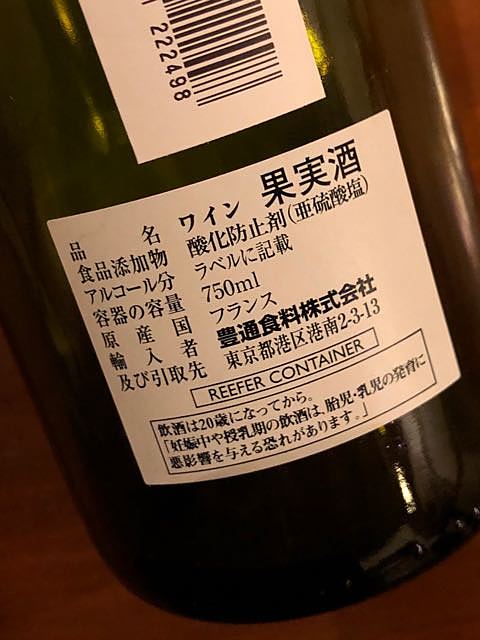 222498
品名 ワイン 果実酒
食品添加物 酸化防止剤(亜硫酸塩)
アルコール分 ラベルに記載
容器の容量 750ml
原産国 フランス
輸入者 豊通食料株式会社
及び引取先 東京都港区港南2-3-13
REEFER CONTAINER
飲酒は20歳になってから。
「妊娠中や授乳期の飲酒は、胎児・乳児の発育に
悪影響を与える恐れがあります。」